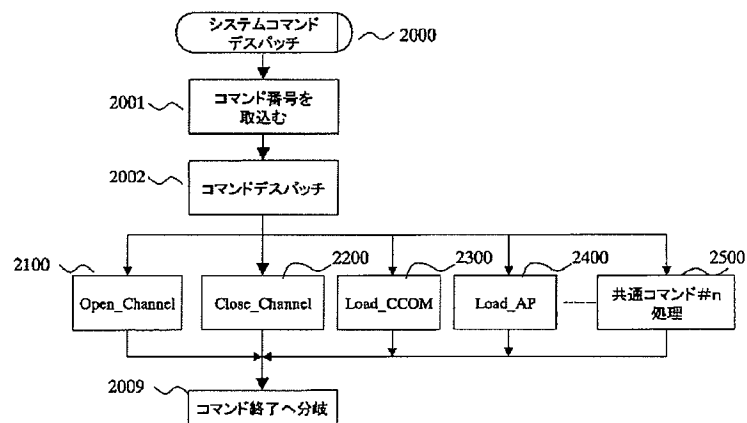 システムコマンド
デスパッチ
2000
2001
コマンド番号を
取込む
2002
コマンドデスパッチ
2100
2200
2300
2400
2500
Open_Channel
Close_Channel
Load_CCOM
Load_AP
共通コマンド#n
処理
2009
コマンド終了へ分岐